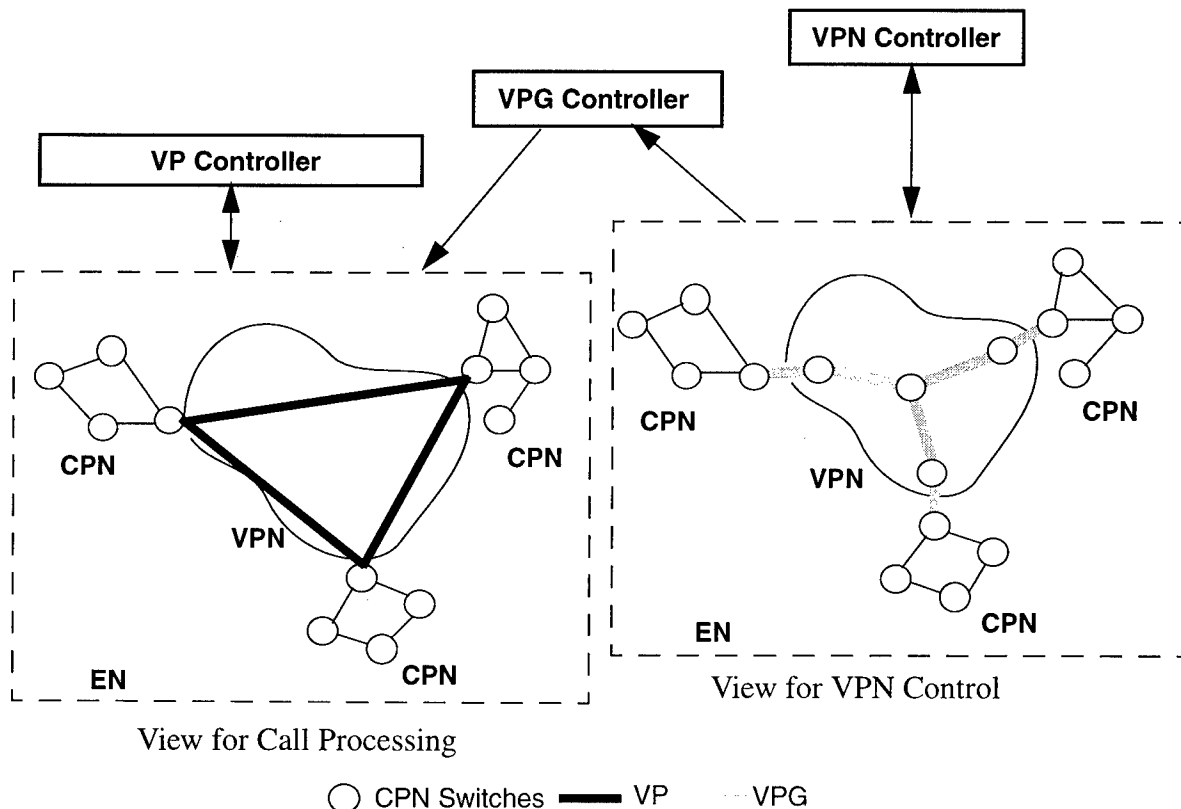 VPN Controller
VPG Controller
VP Controller
CPN
CPN
VPN
CPN
EN
View for Call Processing
CPN
CPN
VPN
CPN
EN
View for VPN Control
CPN Switches VP VPG